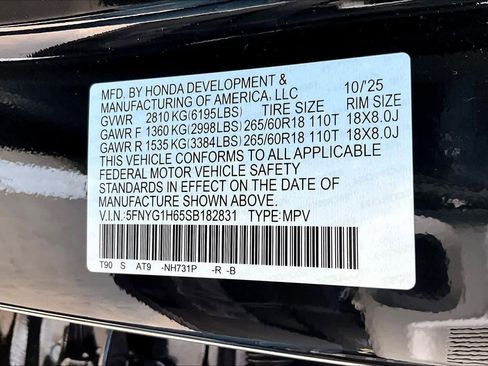 MFD. BY HONDA DEVELOPMENT &
MANUFACTURING OF AMERICA, LLC 10/'25
GVWR 2810 KG(6195LBS) TIRE SIZE RIM SIZE
GAWR F 1360 KG(2998LBS) 265/60R18 110T 18X8.0J
GAWR R 1535 KG(3384LBS) 265/60R18 110T 18X8.0J
THIS VEHICLE CONFORMS TO ALL APPLICABLE
FEDERAL MOTOR VEHICLE SAFETY
STANDARDS IN EFFECT ON THE DATE OF
MANUFACTURE SHOWN ABOVE.
V.I.N.: 5FNYG1H65SB182831 TYPE: MPV
T90 S AT9 -NH731P -R -B